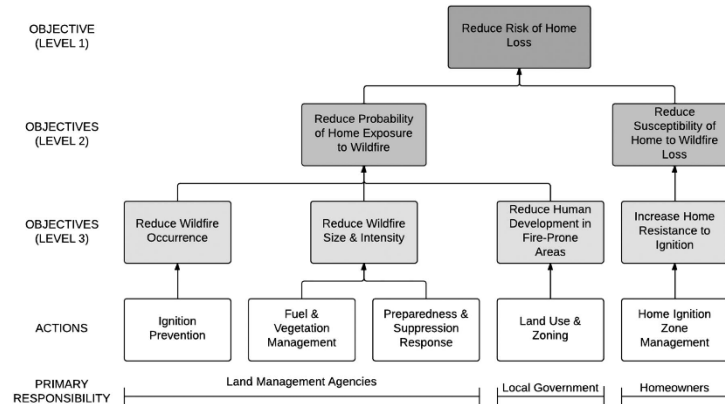 OBJECTIVE
(LEVEL 1)
Reduce Risk of Home
Loss
OBJECTIVES
(LEVEL 2)
Reduce Probability
of Home Exposure
to Wildfire
Reduce
Susceptibility of
Home to Wildfire
Loss
OBJECTIVES
(LEVEL 3)
Reduce Wildfire
Occurrence
Reduce Wildfire
Size & Intensity
Reduce Human
Development in
Fire-Prone
Areas
Increase Home
Resistance to
Ignition
ACTIONS
Ignition
Prevention
Fuel &
Vegetation
Management
Preparedness &
Suppression
Response
Land Use &
Zoning
Home Ignition
Zone
Management
PRIMARY
RESPONSIBILITY
Land Management Agencies
Local Government
Homeowners